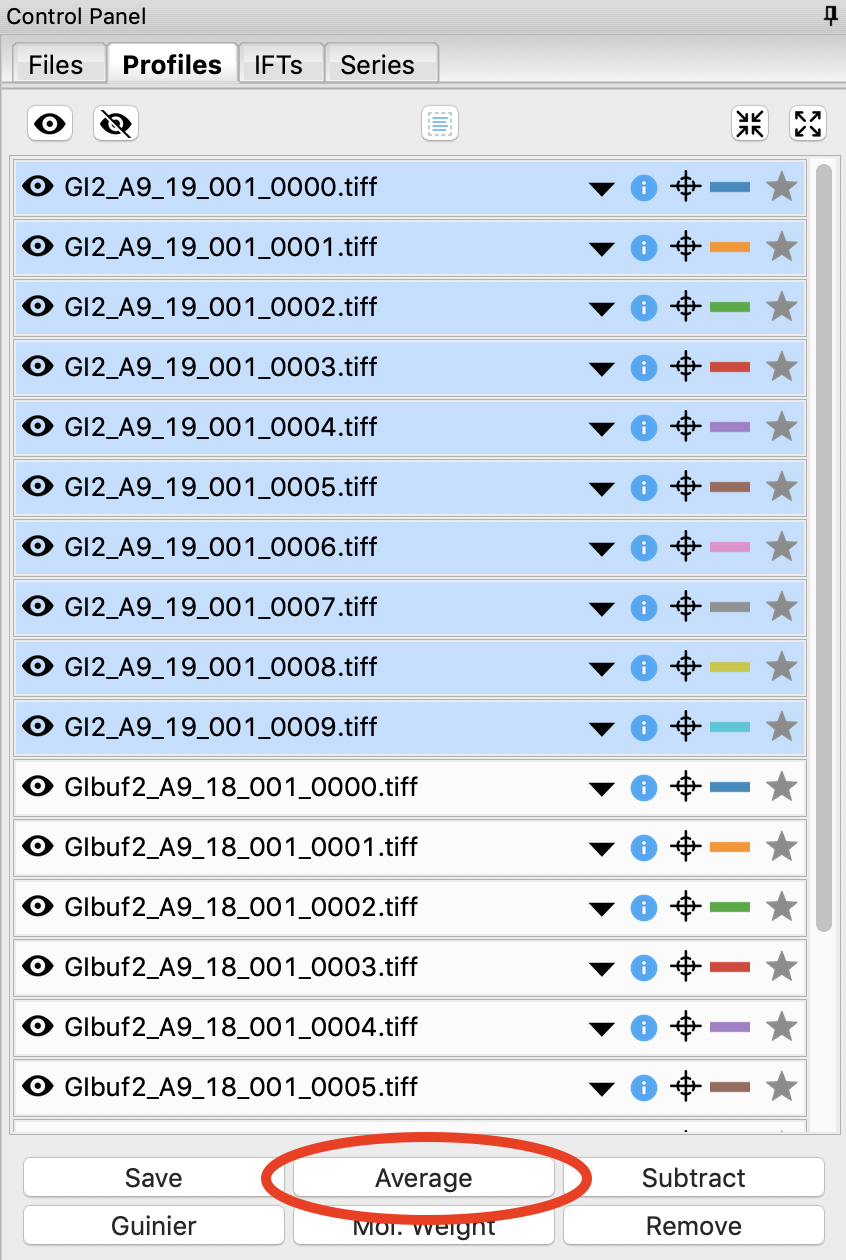 Control Panel
Files Profiles IFTs Series
GI2_A9_19_001_0000.tiff
GI2_A9_19_001_0001.tiff
GI2_A9_19_001_0002.tiff
GI2_A9_19_001_0003.tiff
GI2_A9_19_001_0004.tiff
GI2_A9_19_001_0005.tiff
GI2_A9_19_001_0006.tiff
GI2_A9_19_001_0007.tiff
GI2_A9_19_001_0008.tiff
GI2_A9_19_001_0009.tiff
GIbuf2_A9_18_001_0000.tiff
GIbuf2_A9_18_001_0001.tiff
GIbuf2_A9_18_001_0002.tiff
GIbuf2_A9_18_001_0003.tiff
GIbuf2_A9_18_001_0004.tiff
GIbuf2_A9_18_001_0005.tiff
Save Average Subtract
Guinier Mol. Weight Remove